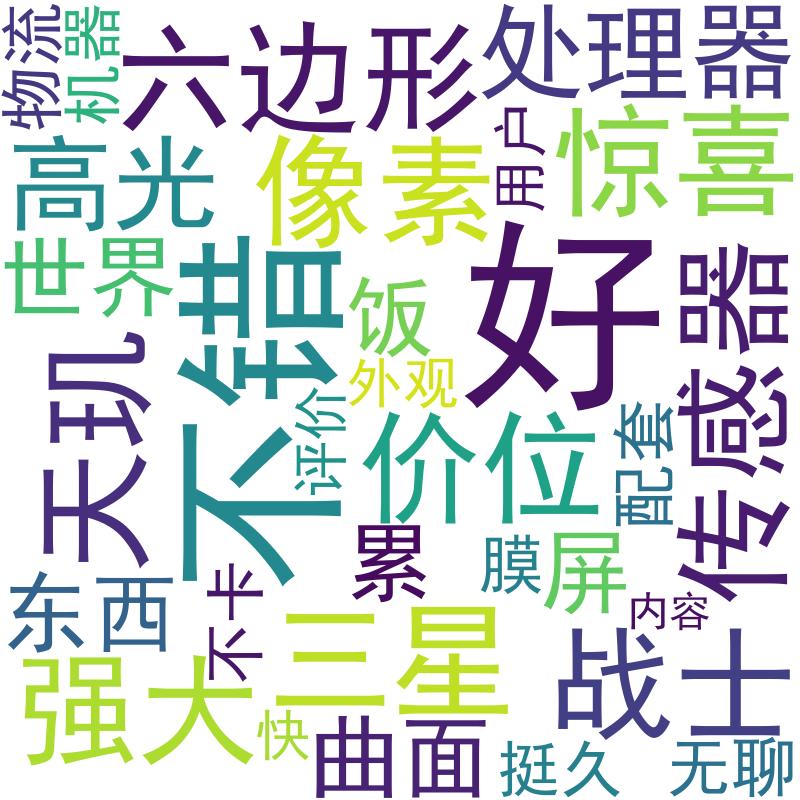 物流
机器
六边形
处理器
高光
像素
用户
惊喜
世界
不错
饭
好
传感器
天玑
外观
评价
价位
配套
累
膜
屏
东西
不卡
三星
内容
强大
战士
快
曲面
挺久
无聊